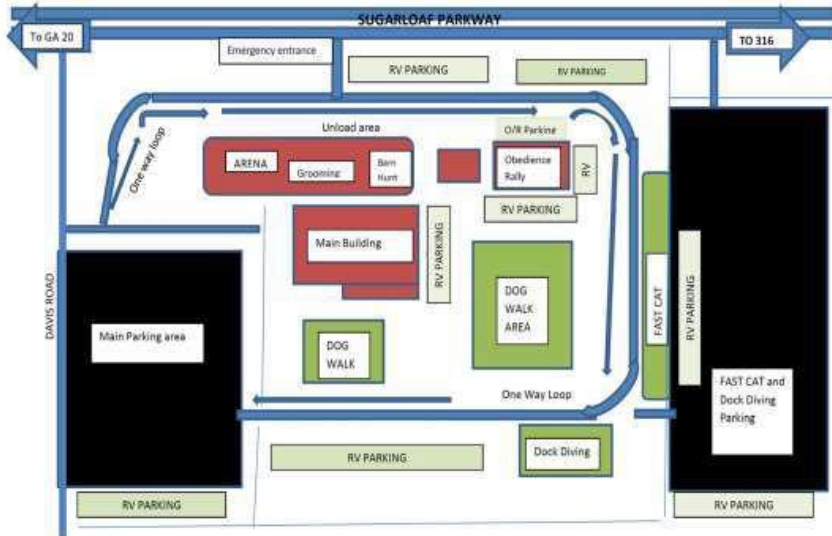 SUGARLOAF PARKWAY
To GA 20
TO 316
Emergency entrance
RV PARKING
RV PARKING
Unload area
O/R Parkine
One way loop
ARENA
Grooming
Barn
Hunt
Obedience
Rally
RV
RV PARKING
Main Building
RV PARKING
DAVIS ROAD
Main Parking area
DOG
WALK
AREA
FAST CAT
RV PARKING
DOG
WALK
FAST CAT and
Dock Diving
Parking
One Way Loop
RV PARKING
Dock Diving
RV PARKING
RV PARKING